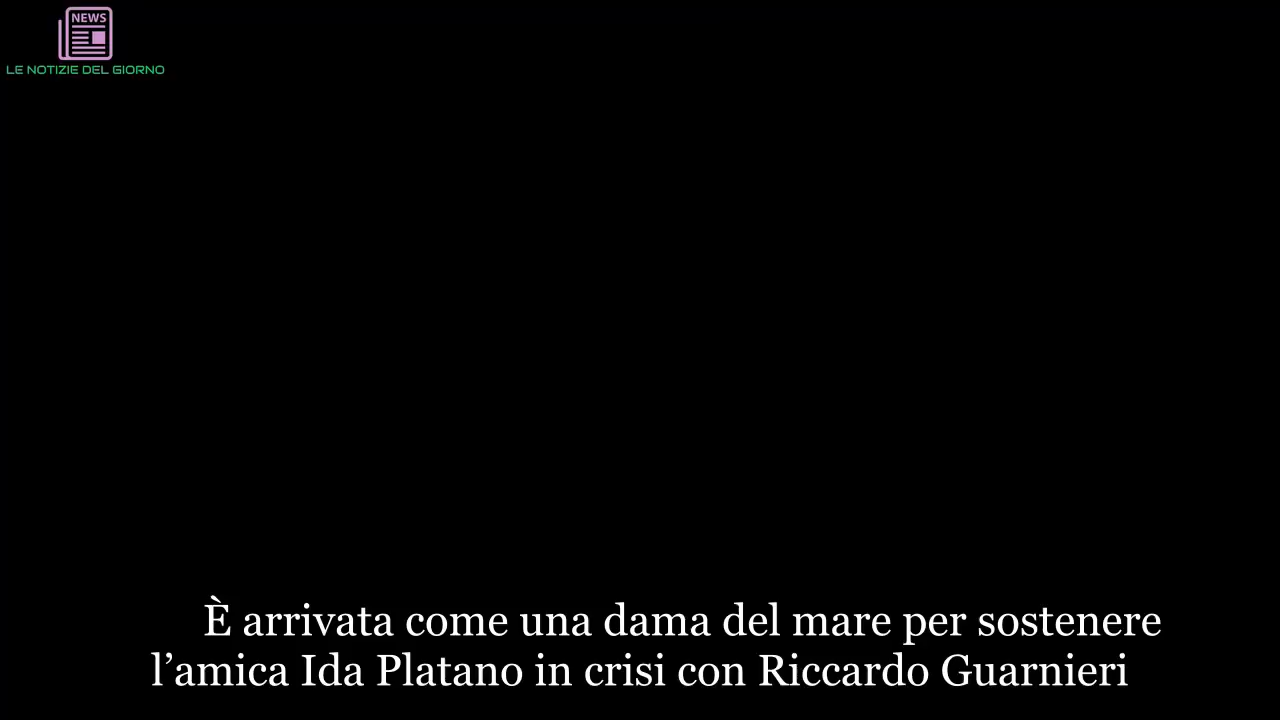 NEWS
LE NOTIZIE DEL GIORNO
È arrivata come una dama del mare per sostenere
l’amica Ida Platano in crisi con Riccardo Guarnieri